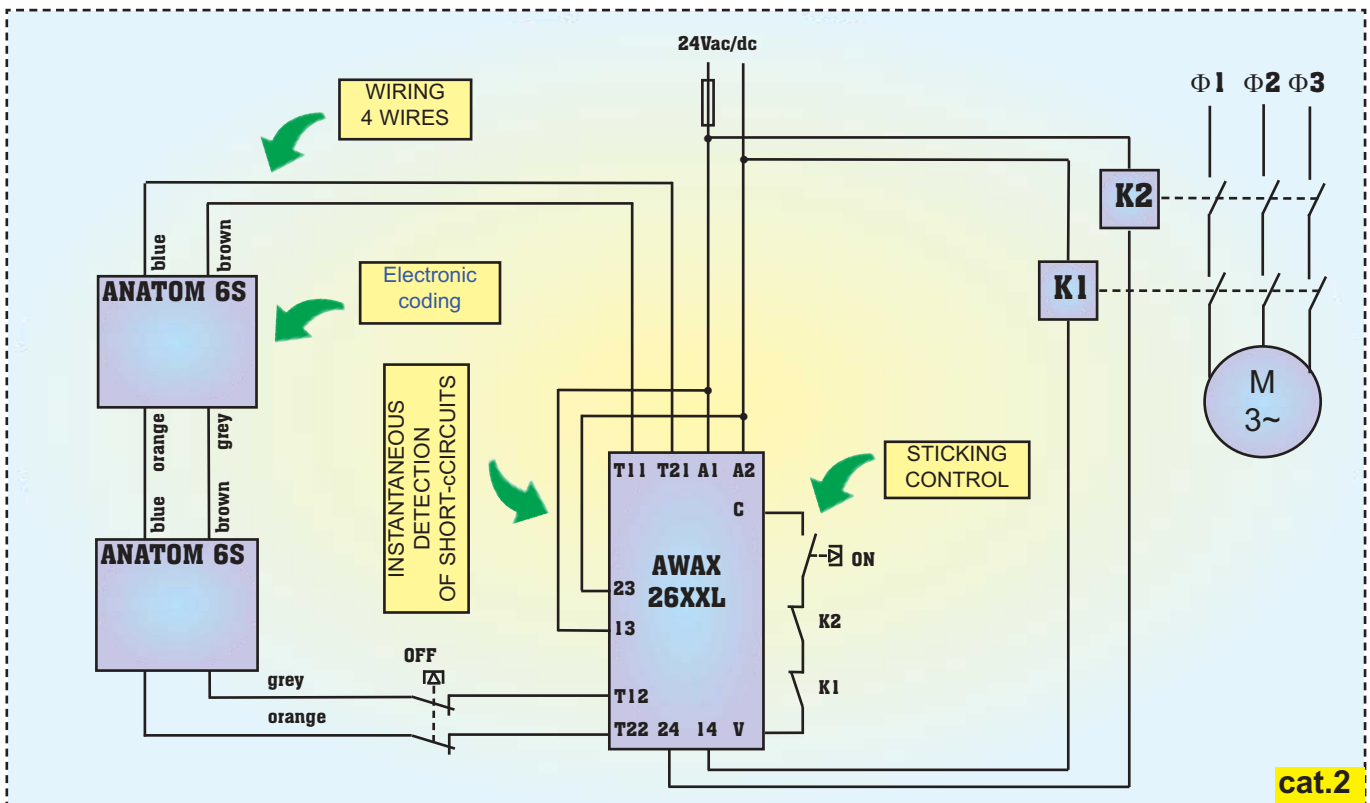 24Vac/dc
WIRING
4 WIRES
Φ1 Φ2 Φ3
K2
blue
brown
ANATOM 6S
Electronic
coding
K1
INSTANTANEOUS
DETECTION
OF SHORT-cCIRCUITS
M
3~
orange
grey
STICKING
CONTROL
T11 T21 A1 A2
C
blue
brown
ANATOM 6S
AWAX
26XXL
ON
23
K2
13
OFF
grey
T12
K1
orange
T22 24 14 V
cat.2